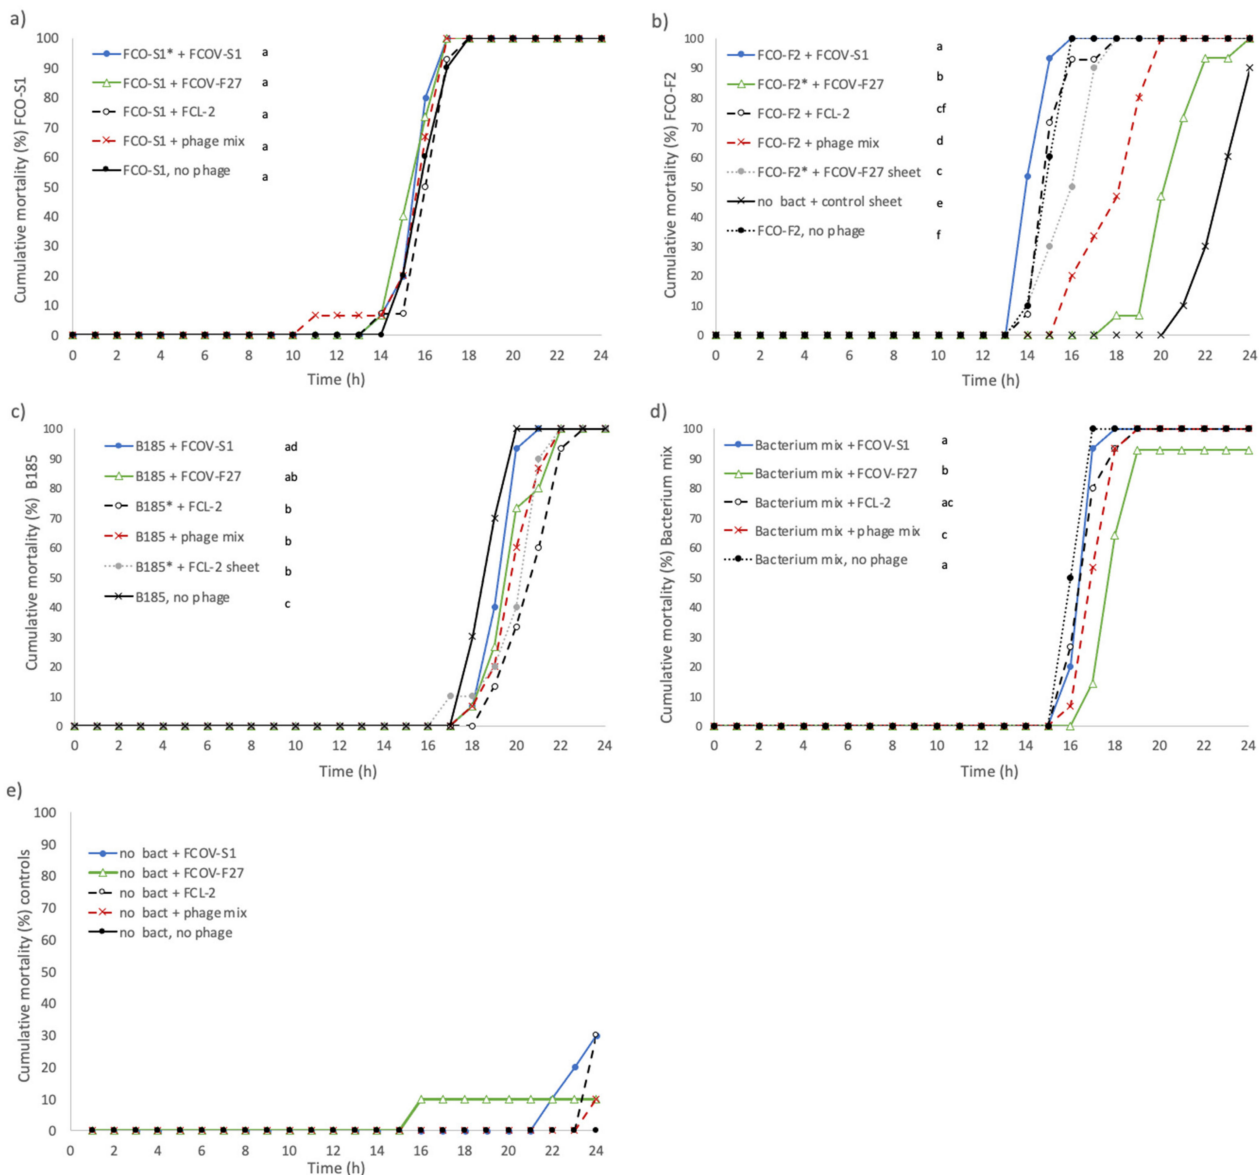 a)
Cumulative mortality (%) FCO-S1
100
90
80
70
60
50
40
30
20
10
0
FCO-S1* + FCOV-S1 a
FCO-S1 + FCOV-F27 a
FCO-S1 + FCL-2 a
FCO-S1 + phage mix a
FCO-S1, no phage a
0 2 4 6 8 10 12 14 16 18 20 22 24
Time (h)
b)
Cumulative mortality (%) FCO-F2
100
90
80
70
60
50
40
30
20
10
0
FCO-F2 + FCOV-S1 a
FCO-F2* + FCOV-F27 b
FCO-F2 + FCL-2 cf
FCO-F2 + phage mix d
FCO-F2* + FCOV-F27 sheet c
no bact + control sheet e
FCO-F2, no phage f
0 2 4 6 8 10 12 14 16 18 20 22 24
Time (h)
c)
Cumulative mortality (%) B185
100
90
80
70
60
50
40
30
20
10
0
B185 + FCOV-S1 ad
B185 + FCOV-F27 ab
B185* + FCL-2 b
B185 + phage mix b
B185* + FCL-2 sheet b
B185, no phage c
0 2 4 6 8 10 12 14 16 18 20 22 24
Time (h)
d)
Cumulative mortality (%) Bacterium mix
100
90
80
70
60
50
40
30
20
10
0
Bacterium mix + FCOV-S1 a
Bacterium mix + FCOV-F27 b
Bacterium mix + FCL-2 ac
Bacterium mix + phage mix c
Bacterium mix, no phage a
0 2 4 6 8 10 12 14 16 18 20 22 24
Time (h)
e)
Cumulative mortality (%) controls
100
90
80
70
60
50
40
30
20
10
0
no bact + FCOV-S1
no bact + FCOV-F27
no bact + FCL-2
no bact + phage mix
no bact, no phage
0 2 4 6 8 10 12 14 16 18 20 22 24
Time (h)